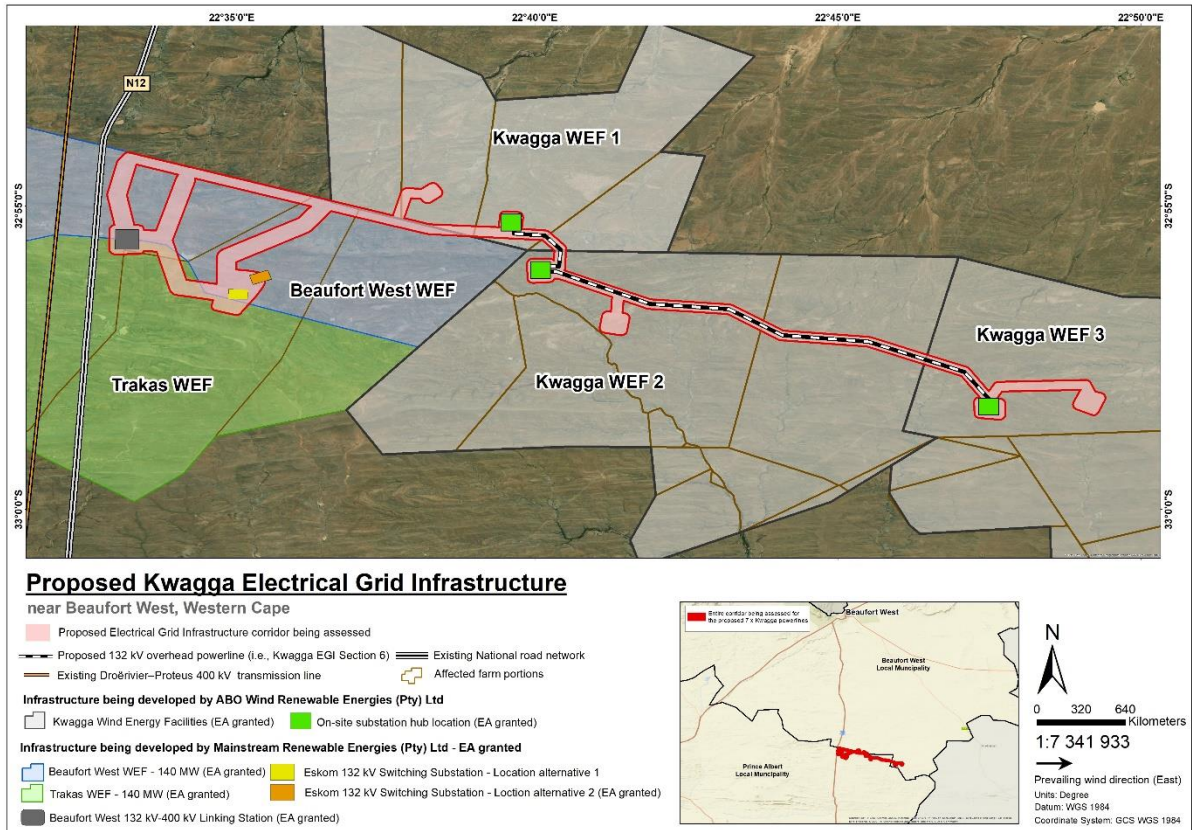 22°35'0"E 22°40'0"E 22°45'0"E 22°50'0"E
N12
Kwagga WEF 1
32°55'0"S
32°55'0"S
Beaufort West WEF
Kwagga WEF 3
Trakas WEF
Kwagga WEF 2
33°0'0"S
33°0'0"S
Proposed Kwagga Electrical Grid Infrastructure
near Beaufort West, Western Cape
Proposed Electrical Grid Infrastructure corridor being assessed
Proposed 132 kV overhead powerline (i.e., Kwagga EGI Section 6) Existing National road network
Existing Droërivier–Proteus 400 kV transmission line Affected farm portions
Infrastructure being developed by ABO Wind Renewable Energies (Pty) Ltd
Kwagga Wind Energy Facilities (EA granted) On-site substation hub location (EA granted)
Infrastructure being developed by Mainstream Renewable Energies (Pty) Ltd - EA granted
Beaufort West WEF - 140 MW (EA granted) Eskom 132 kV Switching Substation - Location alternative 1
Trakas WEF - 140 MW (EA granted) Eskom 132 kV Switching Substation - Loction alternative 2 (EA granted)
Beaufort West 132 kV-400 kV Linking Station (EA granted)
Entire corridor being assessed for
the proposed 7 x Kwagga powerlines
Beaufort West
Beaufort West
Local Municipality
Prince Albert
Local Municipality
N
0 320 640
Kilometers
1:7 341 933
Prevailing wind direction (East)
Units: Degree
Datum: WGS 1984
Coordinate System: GCS WGS 1984